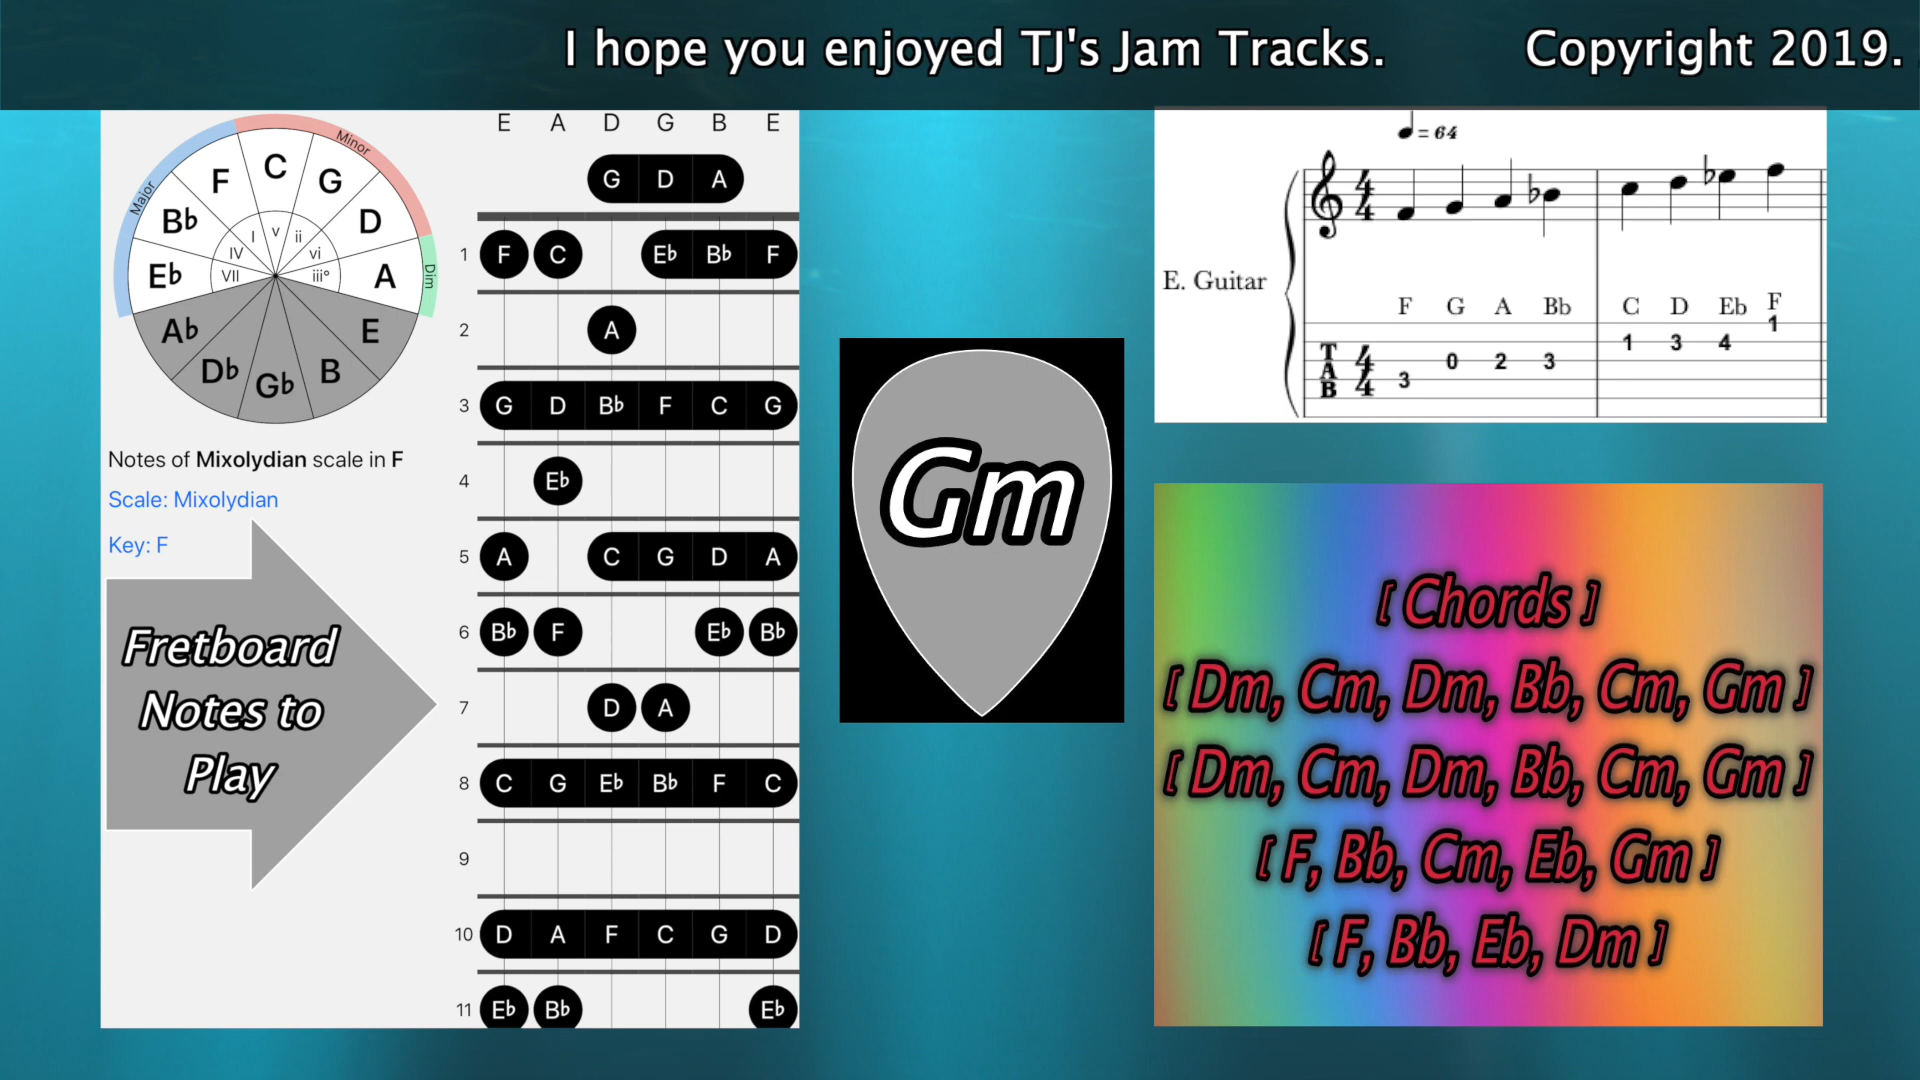 I hope you enjoyed TJ's Jam Tracks. Copyright 2019.
Major
Minor
Dim
F C G
Bb D
Eb A
Ab E
Db Gb B
I V ii
IV vi
VII iii°
Notes of Mixolydian scale in F
Scale: Mixolydian
Key: F
Fretboard
Notes to
Play
E A D G B E
G D A
1 F C Eb Bb F
2 A
3 G D Bb F C G
4 Eb
5 A C G D A
6 Bb F Eb Bb
7 D A
8 C G Eb Bb F C
9
10 D A F C G D
11 Eb Bb Eb
Gm
= 64
4
4
E. Guitar
F G A Bb C D Eb F
T
A
B
4
4
3 0 2 3 1 3 4 1
[ Chords ]
[ Dm, Cm, Dm, Bb, Cm, Gm ]
[ Dm, Cm, Dm, Bb, Cm, Gm ]
[ F, Bb, Cm, Eb, Gm ]
[ F, Bb, Eb, Dm ]